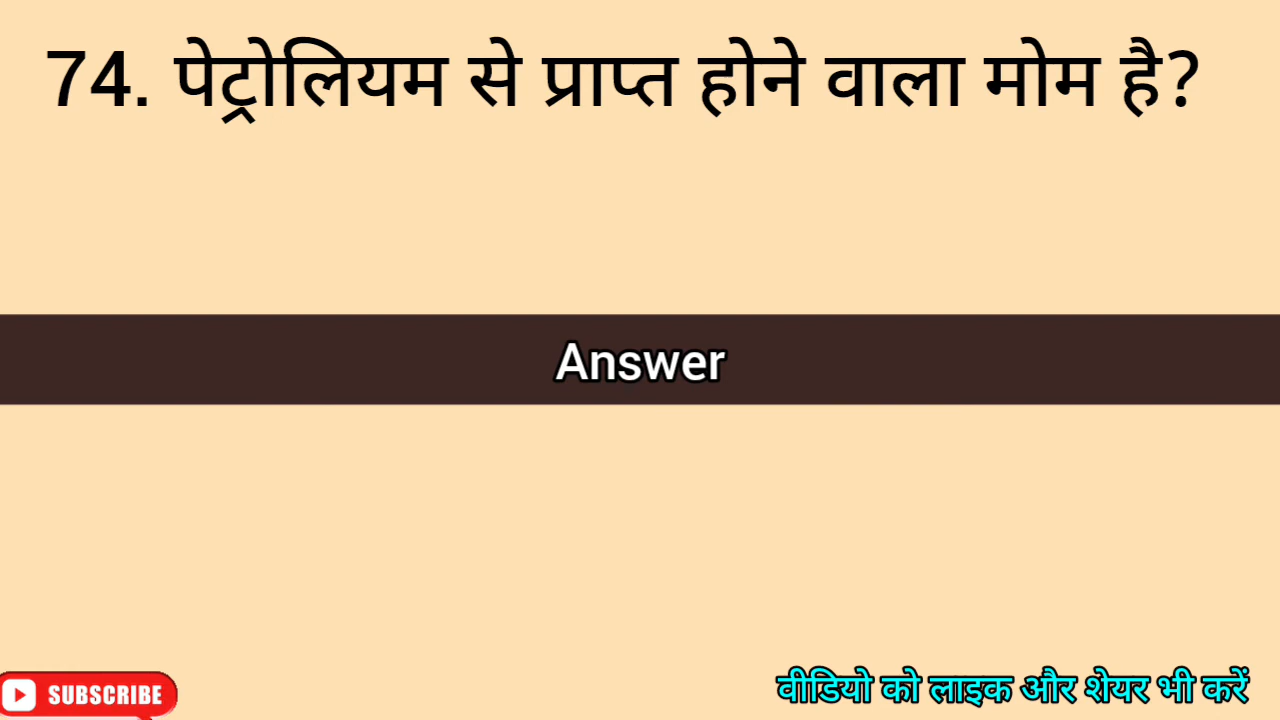 74. पेट्रोलियम से प्राप्त होने वाला मोम है?
Answer
SUBSCRIBE
वीडियो को लाइक और शेयर भी करें